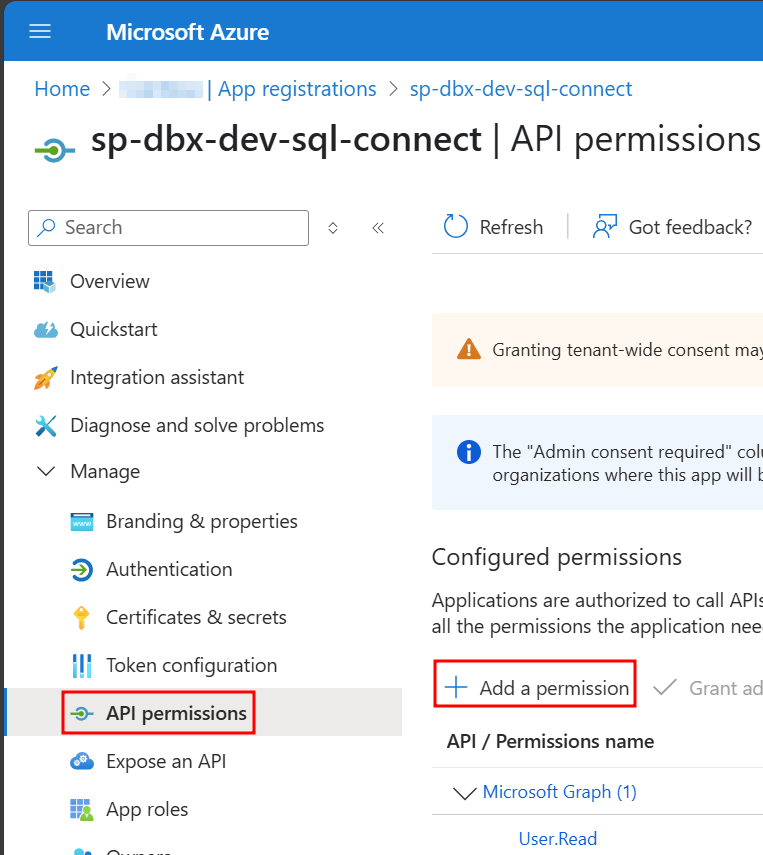 Microsoft Azure
Home > | App registrations > sp-dbx-dev-sql-connect
sp-dbx-dev-sql-connect | API permissions
Search
Refresh
Got feedback?
Overview
Quickstart
Integration assistant
Diagnose and solve problems
Manage
Branding & properties
Authentication
Certificates & secrets
Token configuration
API permissions
Expose an API
App roles
Owners
Granting tenant-wide consent may
The "Admin consent required" colu
organizations where this app will b
Configured permissions
Applications are authorized to call APIs
all the permissions the application nee
Add a permission
Grant ad
API / Permissions name
Microsoft Graph (1)
User.Read